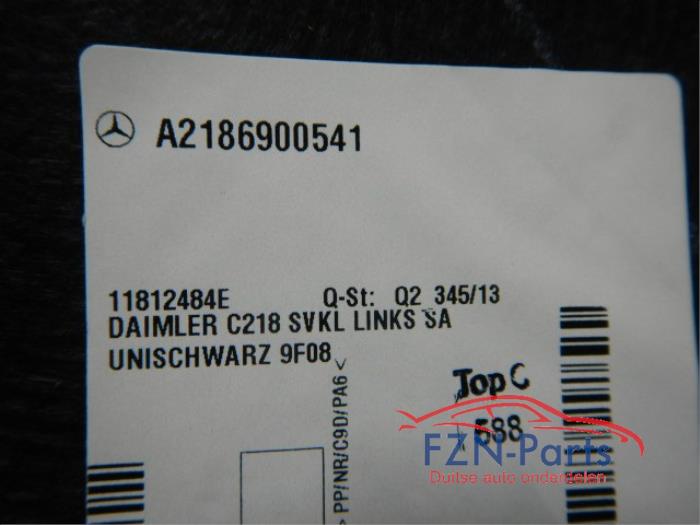 A2186900541
11812484E Q-St: Q2 345/13
DAIMLER C218 SVKL LINKS SA
UNISCHWARZ 9F08
>PP/NR/C9D/PA6<
Top C
588
FZN-Parts
Duitse auto onderdelen